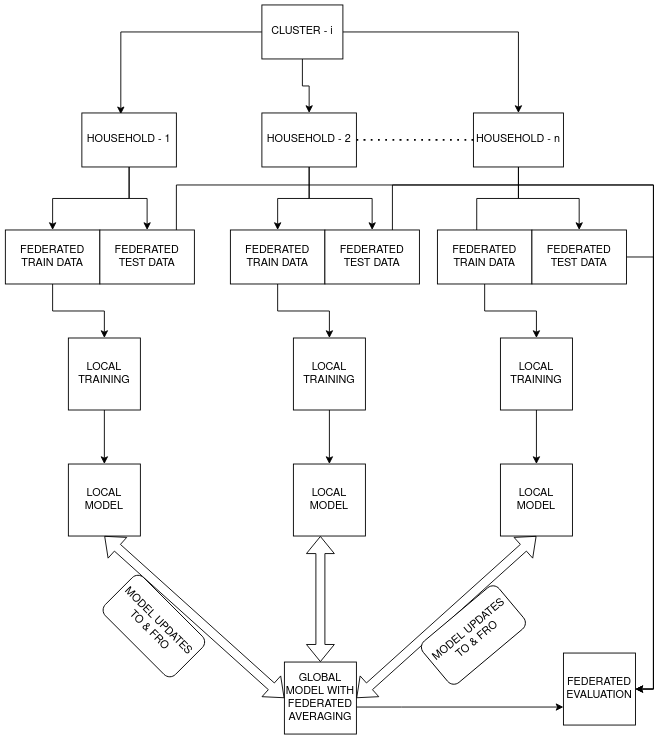 CLUSTER - i
HOUSEHOLD - 1
HOUSEHOLD - 2
HOUSEHOLD - n
FEDERATED
TRAIN DATA
FEDERATED
TEST DATA
FEDERATED
TRAIN DATA
FEDERATED
TEST DATA
FEDERATED
TRAIN DATA
FEDERATED
TEST DATA
LOCAL
TRAINING
LOCAL
TRAINING
LOCAL
TRAINING
LOCAL
MODEL
LOCAL
MODEL
LOCAL
MODEL
MODEL UPDATES
TO & FRO
MODEL UPDATES
TO & FRO
GLOBAL
MODEL WITH
FEDERATED
AVERAGING
FEDERATED
EVALUATION